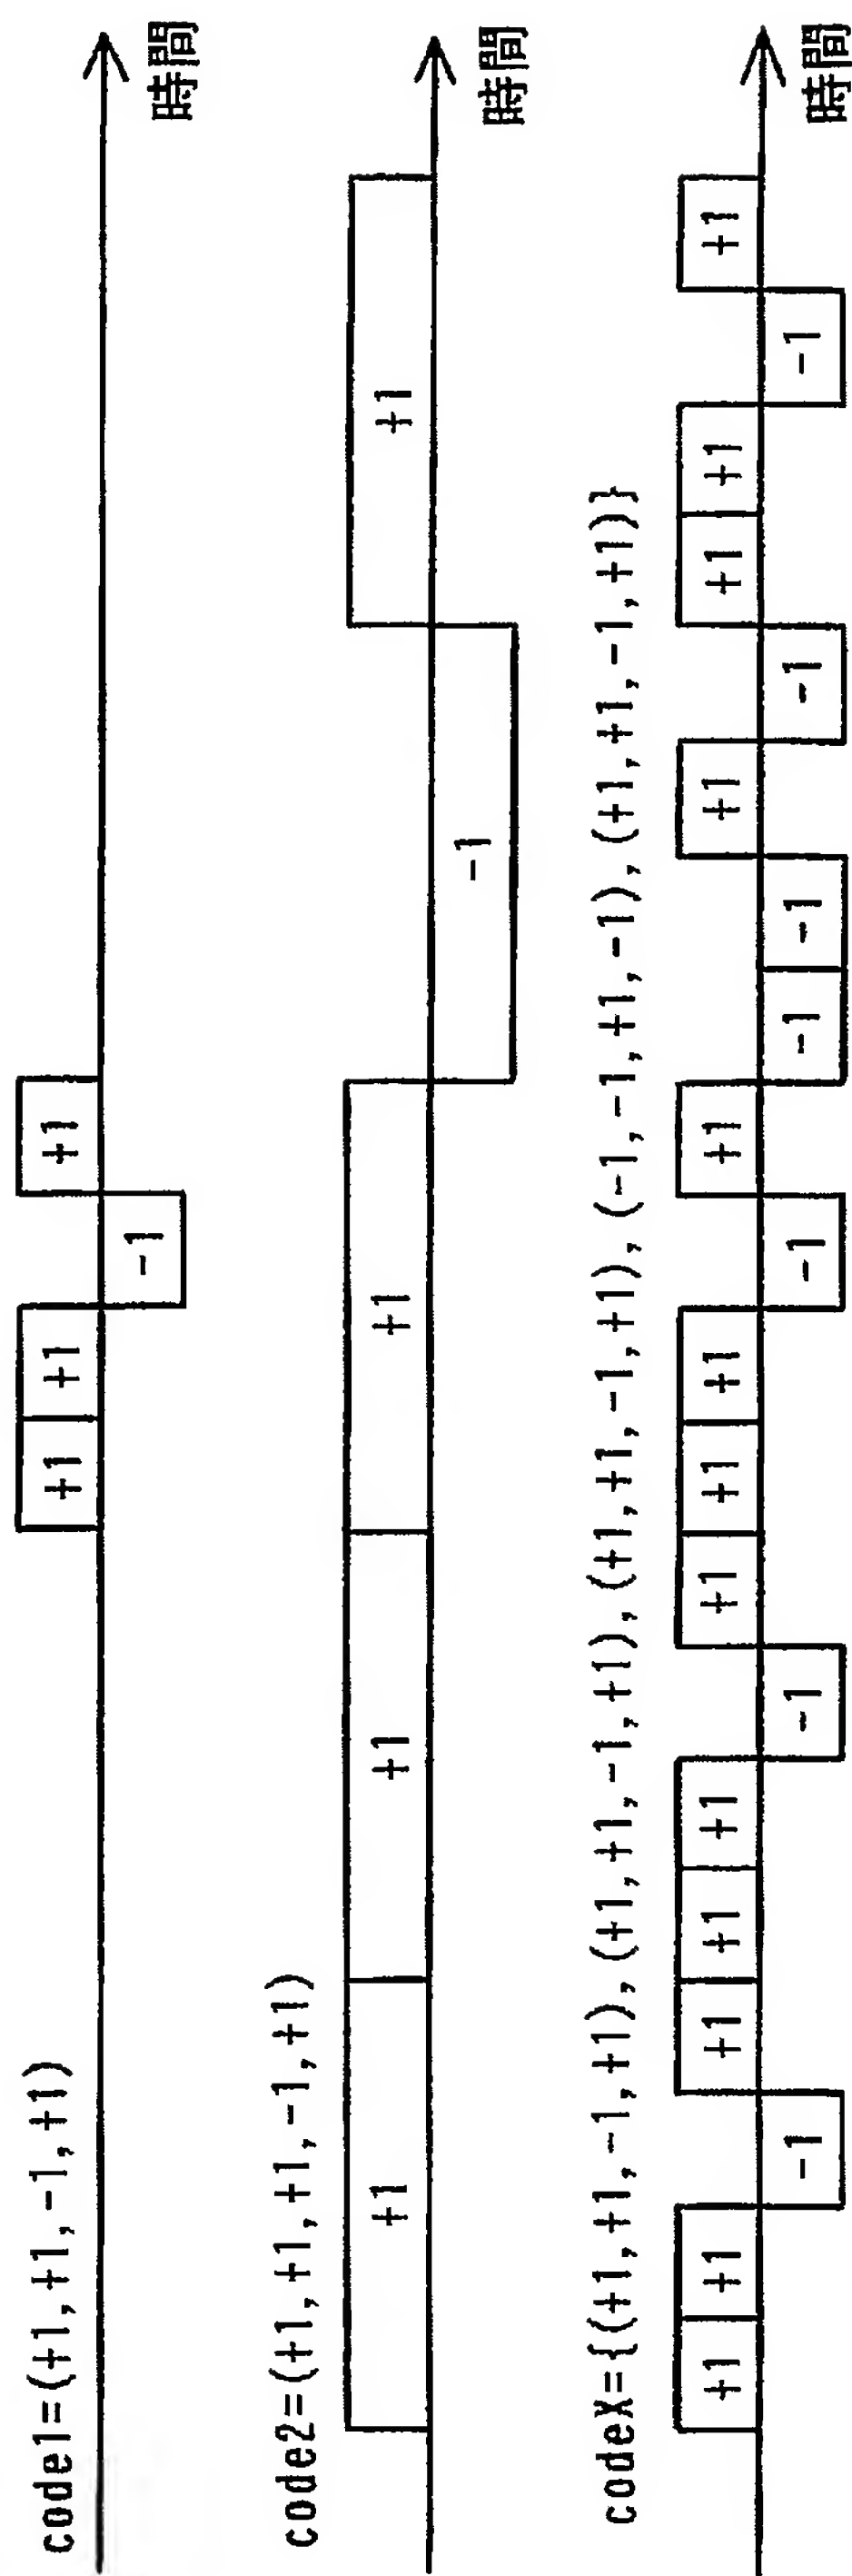 code1=(+1,+1,-1,+1)
+1 +1 -1 +1
時間
code2=(+1,+1,+1,-1,+1)
+1 +1 +1 -1 +1
時間
codeX={(+1,+1,-1,+1),(+1,+1,-1,+1),(+1,+1,-1,+1),(-1,-1,+1,-1),(+1,+1,-1,+1)}
+1 +1 -1 +1 +1 +1 -1 +1 +1 +1 -1 +1 -1 -1 +1 -1 +1 +1 -1 +1
時間